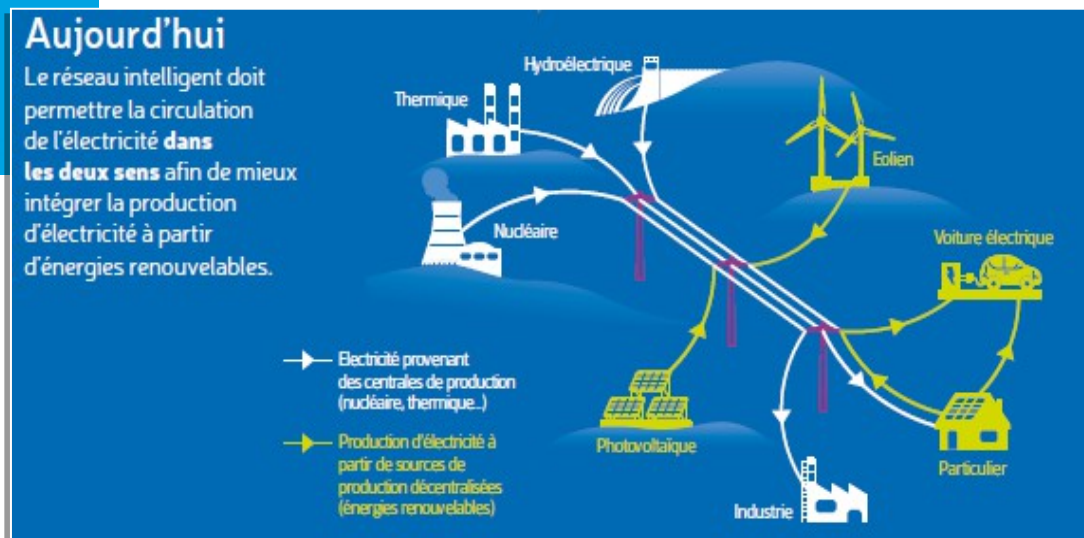 Aujourd'hui
Le réseau intelligent doit
permettre la circulation
de l'électricité dans
les deux sens afin de mieux
intégrer la production
d'électricité à partir
d'énergies renouvelables.
Hydroélectrique
Thermique
Eolien
Nucléaire
Voiture électrique
Electricité provenant
des centrales de production
(nucléaire, thermique...)
Production d'électricité à
partir de sources de
production décentralisées
(énergies renouvelables)
Photovoltaïque
Particulier
Industrie